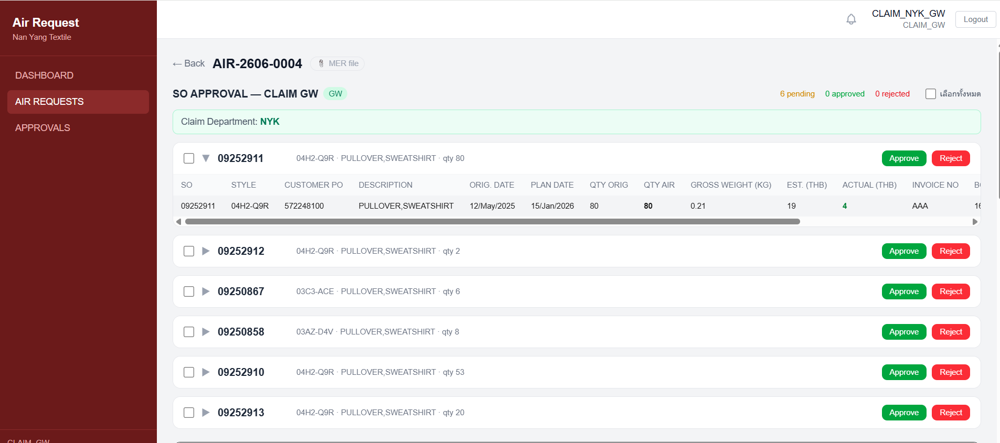 Air Request
Nan Yang Textile
DASHBOARD
AIR REQUESTS
APPROVALS
CLAIM_GW
CLAIM_NYK_GW
CLAIM_GW
Logout
← Back AIR-2606-0004 MER file
SO APPROVAL — CLAIM GW GW 6 pending 0 approved 0 rejected เลือกทั้งหมด
Claim Department: NYK
09252911 04H2-Q9R · PULLOVER,SWEATSHIRT · qty 80 Approve Reject
SO STYLE CUSTOMER PO DESCRIPTION ORIG. DATE PLAN DATE QTY ORIG QTY AIR GROSS WEIGHT (KG) EST. (THB) ACTUAL (THB) INVOICE NO
09252911 04H2-Q9R 572248100 PULLOVER,SWEATSHIRT 12/May/2025 15/Jan/2026 80 80 0.21 19 4 AAA
09252912 04H2-Q9R · PULLOVER,SWEATSHIRT · qty 2 Approve Reject
09250867 03C3-ACE · PULLOVER,SWEATSHIRT · qty 6 Approve Reject
09250858 03AZ-D4V · PULLOVER,SWEATSHIRT · qty 8 Approve Reject
09252910 04H2-Q9R · PULLOVER,SWEATSHIRT · qty 53 Approve Reject
09252913 04H2-Q9R · PULLOVER,SWEATSHIRT · qty 20 Approve Reject